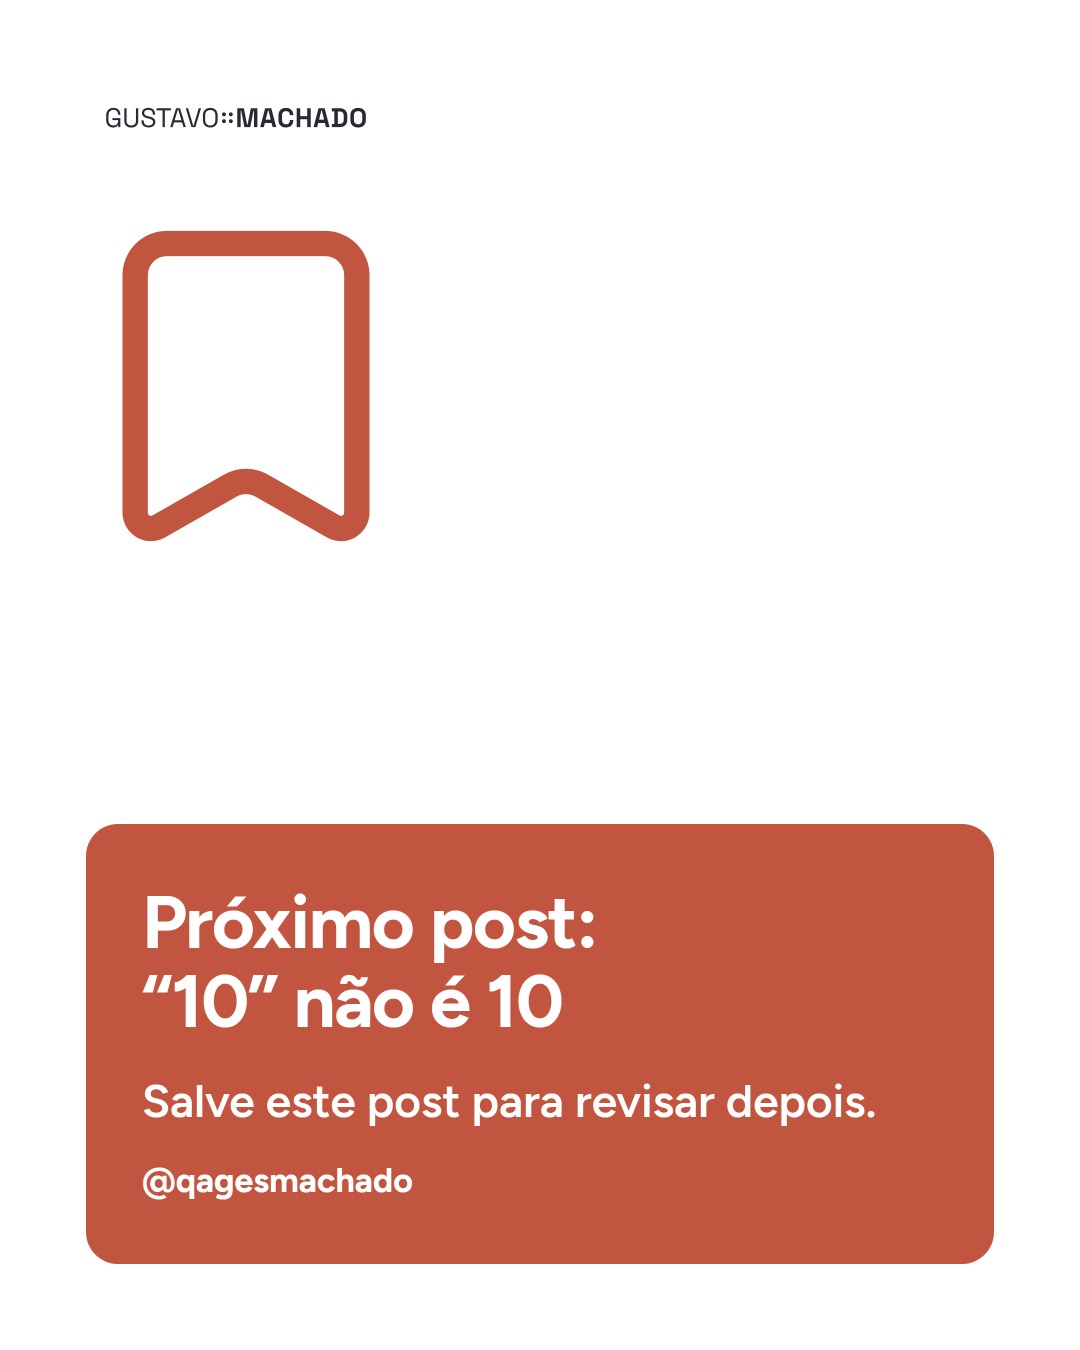 GUSTAVO::MACHADO
Próximo post:
“10” não é 10
Salve este post para revisar depois.
@qagesmachado